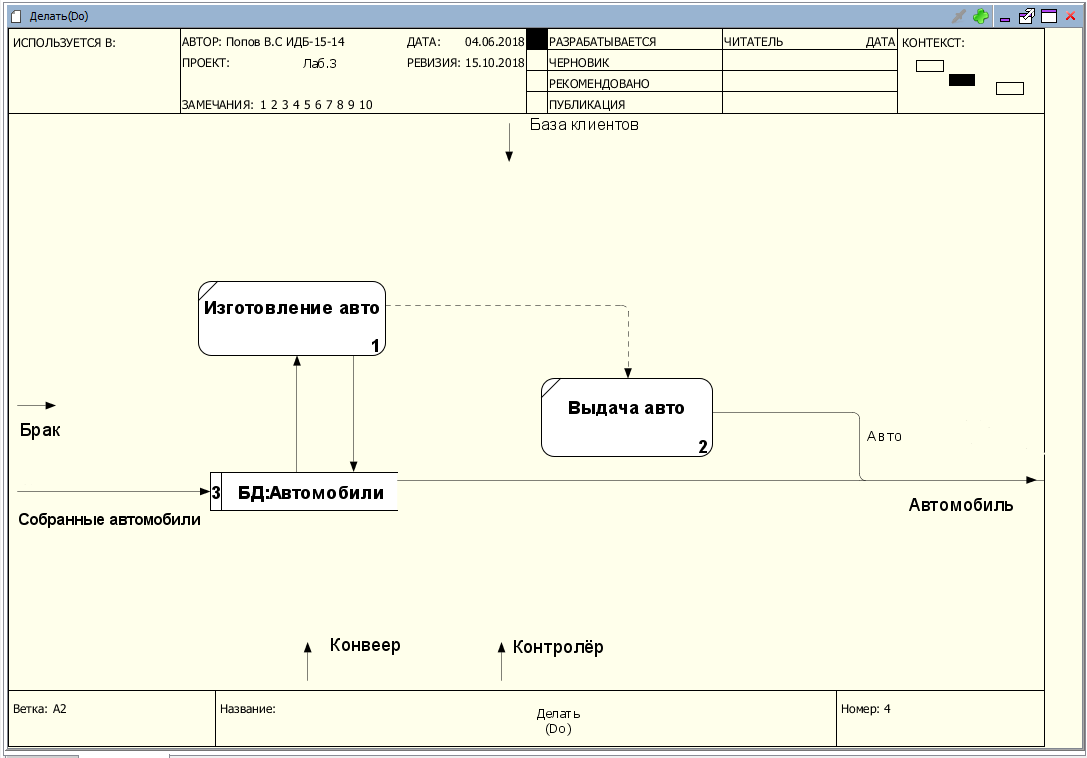 Делать(Do)
ИСПОЛЬЗУЕТСЯ В:
АВТОР: Попов В.С ИДБ-15-14
ДАТА: 04.06.2018
РАЗРАБАТЫВАЕТСЯ
ЧИТАТЕЛЬ
ДАТА
КОНТЕКСТ:
ПРОЕКТ: Лаб.3
РЕВИЗИЯ: 15.10.2018
ЧЕРНОВИК
РЕКОМЕНДОВАНО
ЗАМЕЧАНИЯ: 1 2 3 4 5 6 7 8 9 10
ПУБЛИКАЦИЯ
База клиентов
Изготовление авто
1
Выдача авто
2
Брак
Авто
3 БД:Автомобили
Собранные автомобили
Автомобиль
Конвеер
Контролёр
Ветка: A2
Название:
Делать
(Do)
Номер: 4